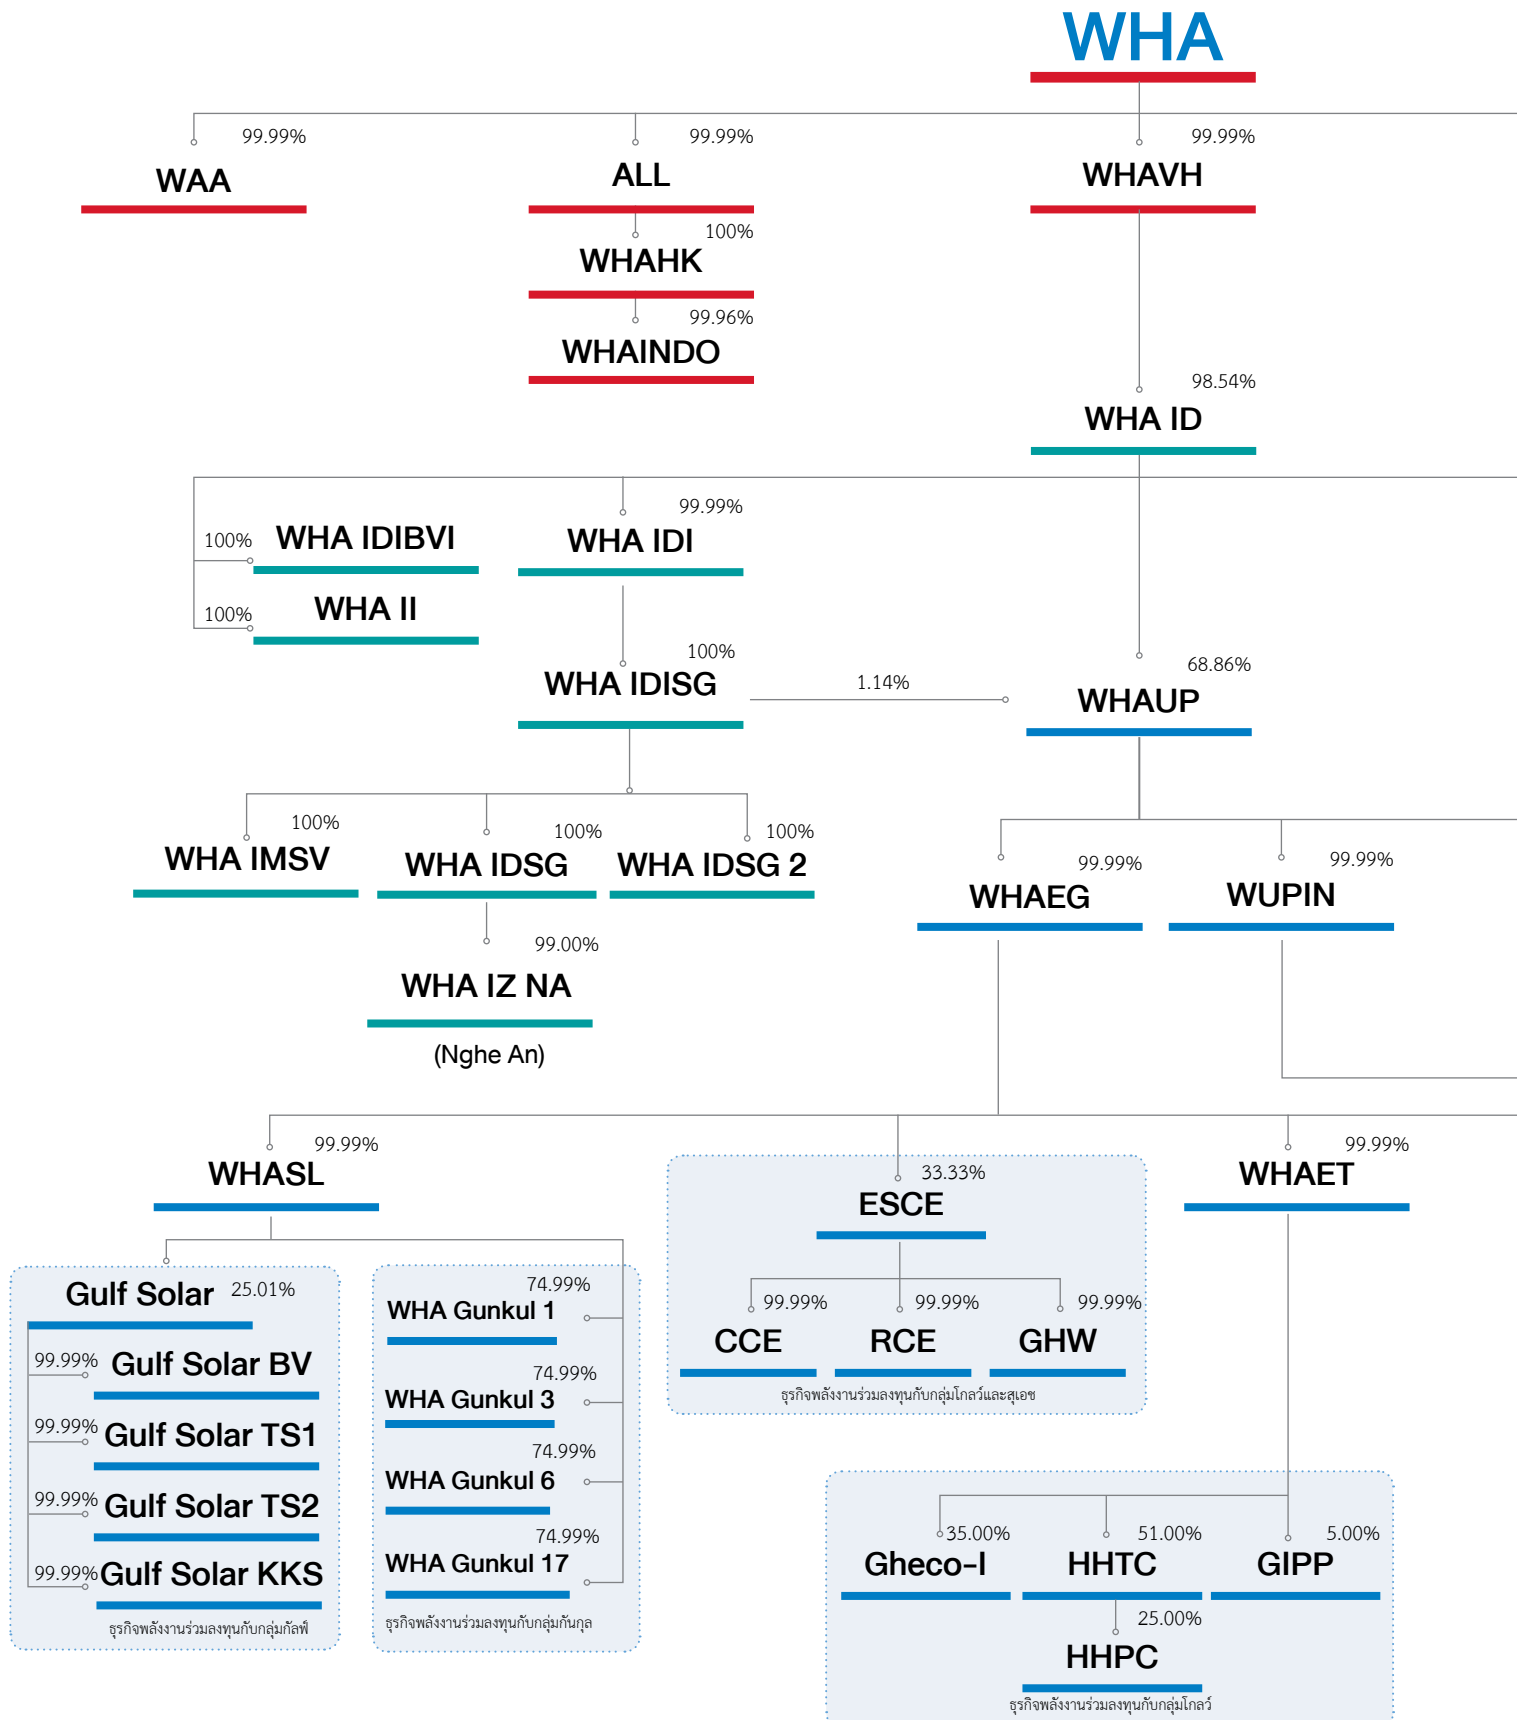 WHA
99.99%
99.99%
99.99%
WAA
ALL
WHAVH
100%
WHAHK
99.96%
WHAINDO
98.54%
WHA ID
99.99%
100%
WHA IDIBVI
WHA IDI
100%
WHA II
100%
68.86%
WHA IDISG
1.14%
WHAUP
100%
100%
100%
WHA IMSV
WHA IDSG
WHA IDSG 2
99.99%
99.99%
WHAEG
WUPIN
99.00%
WHA IZ NA
(Nghe An)
99.99%
33.33%
99.99%
WHASL
ESCE
WHAET
Gulf Solar 25.01%
99.99% Gulf Solar BV
99.99% Gulf Solar TS1
99.99% Gulf Solar TS2
99.99% Gulf Solar KKS
ธุรกิจพลังงานร่วมลงทุนกับกลุ่มกัลฟ์
74.99%
WHA Gunkul 1
74.99%
WHA Gunkul 3
74.99%
WHA Gunkul 6
74.99%
WHA Gunkul 17
ธุรกิจพลังงานร่วมลงทุนกับกลุ่มกันกุล
99.99%
99.99%
99.99%
CCE
RCE
GHW
ธุรกิจพลังงานร่วมลงทุนกับกลุ่มโกลว์และสุเอช
35.00%
51.00%
5.00%
Gheco-I
HHTC
GIPP
25.00%
HHPC
ธุรกิจพลังงานร่วมลงทุนกับกลุ่มโกลว์